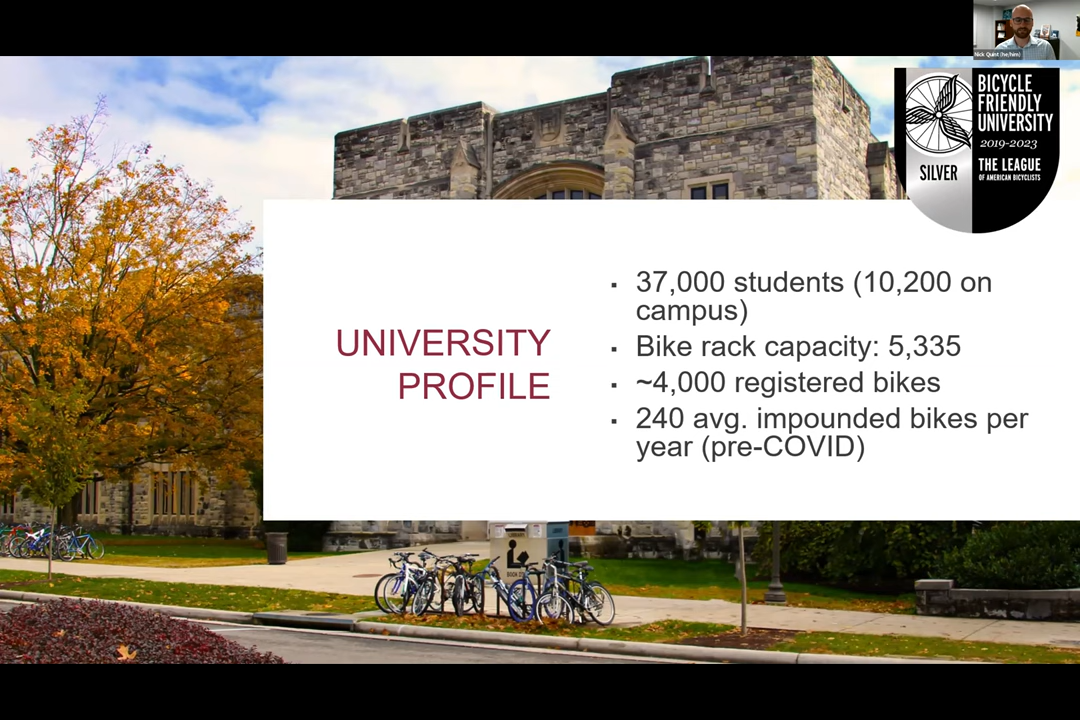 Nick Quint (he/him)
BICYCLE
FRIENDLY
UNIVERSITY
2019-2023
SILVER
THE LEAGUE
OF AMERICAN BICYCLISTS
UNIVERSITY
PROFILE
▪ 37,000 students (10,200 on
campus)
▪ Bike rack capacity: 5,335
▪ ~4,000 registered bikes
▪ 240 avg. impounded bikes per
year (pre-COVID)